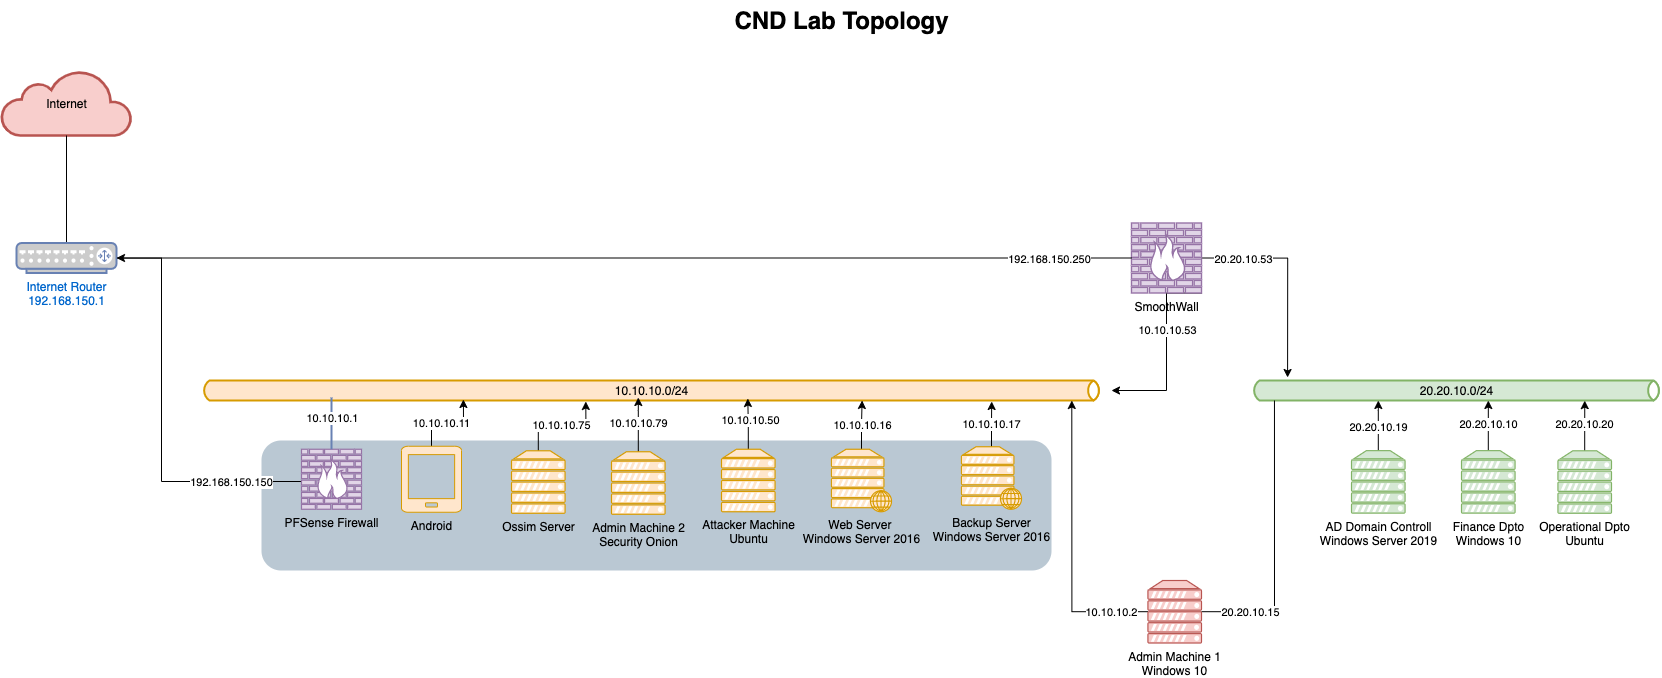 CND Lab Topology
Internet
Internet Router
192.168.150.1
192.168.150.250
20.20.10.53
SmoothWall
10.10.10.53
10.10.10.0/24
20.20.10.0/24
10.10.10.1
10.10.10.11
10.10.10.75
10.10.10.79
10.10.10.50
10.10.10.16
10.10.10.17
20.20.10.19
20.20.10.10
20.20.10.20
192.168.150.150
PFSense Firewall
Android
Ossim Server
Admin Machine 2
Security Onion
Attacker Machine
Ubuntu
Web Server
Windows Server 2016
Backup Server
Windows Server 2016
AD Domain Controll
Windows Server 2019
Finance Dpto
Windows 10
Operational Dpto
Ubuntu
10.10.10.2
20.20.10.15
Admin Machine 1
Windows 10